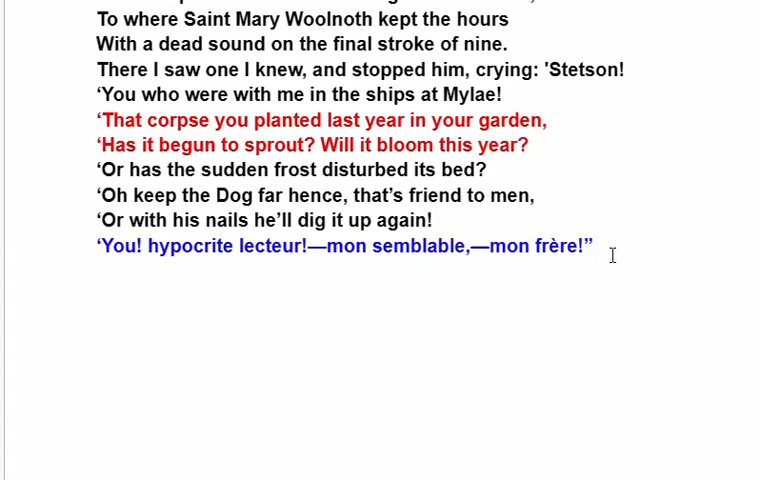 To where Saint Mary Woolnoth kept the hours
With a dead sound on the final stroke of nine.
There I saw one I knew, and stopped him, crying: 'Stetson!
‘You who were with me in the ships at Mylae!
‘That corpse you planted last year in your garden,
‘Has it begun to sprout? Will it bloom this year?
‘Or has the sudden frost disturbed its bed?
‘Oh keep the Dog far hence, that’s friend to men,
‘Or with his nails he’ll dig it up again!
‘You! hypocrite lecteur!—mon semblable,—mon frère!”